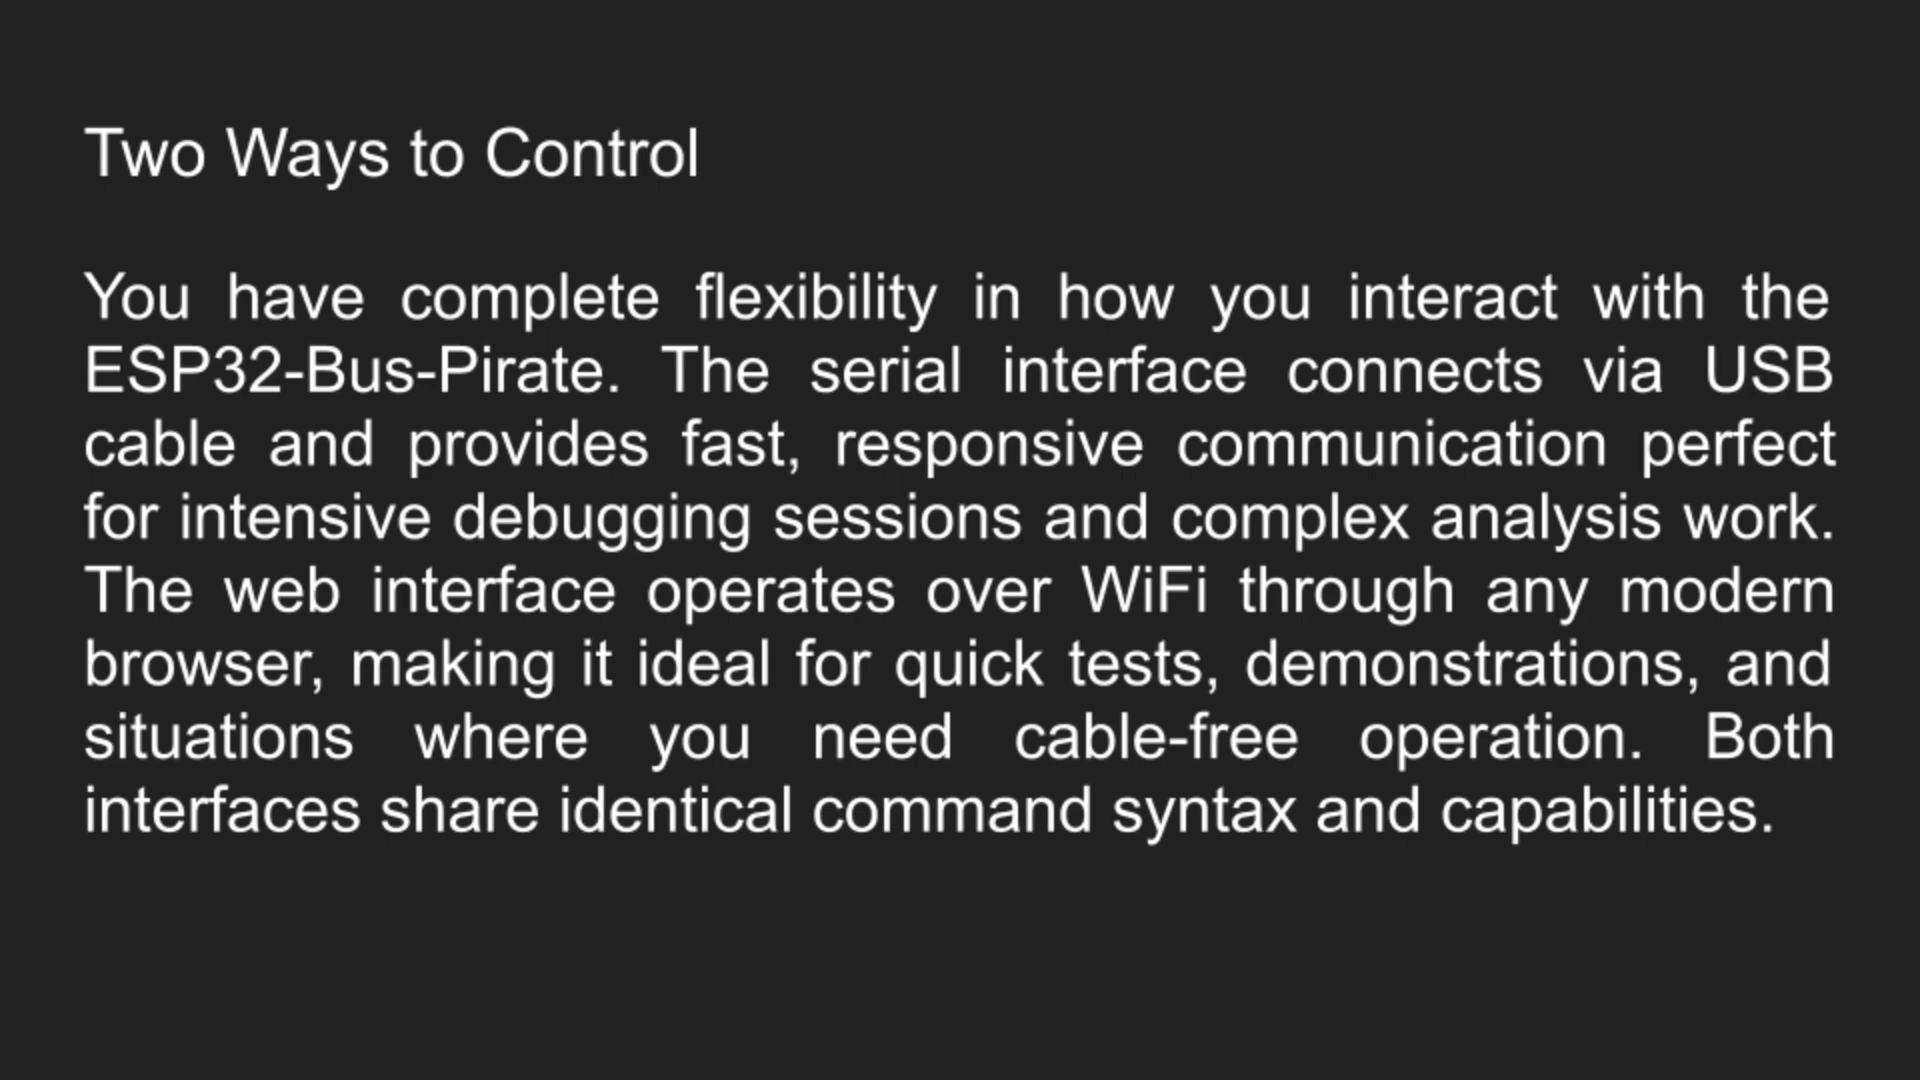 Two Ways to Control
You have complete flexibility in how you interact with the
ESP32-Bus-Pirate. The serial interface connects via USB
cable and provides fast, responsive communication perfect
for intensive debugging sessions and complex analysis work.
The web interface operates over WiFi through any modern
browser, making it ideal for quick tests, demonstrations, and
situations where you need cable-free operation. Both
interfaces share identical command syntax and capabilities.